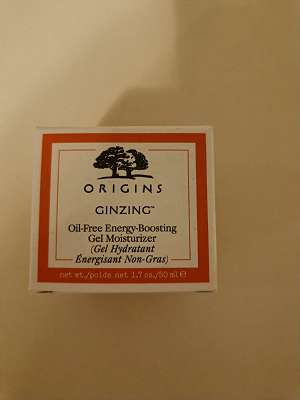 ORIGINS
GINZING™
Oil-Free Energy-Boosting
Gel Moisturizer
(Gel Hydratant
Énergisant Non-Gras)
net wt./poids net 1.7 oz./50 ml ℮